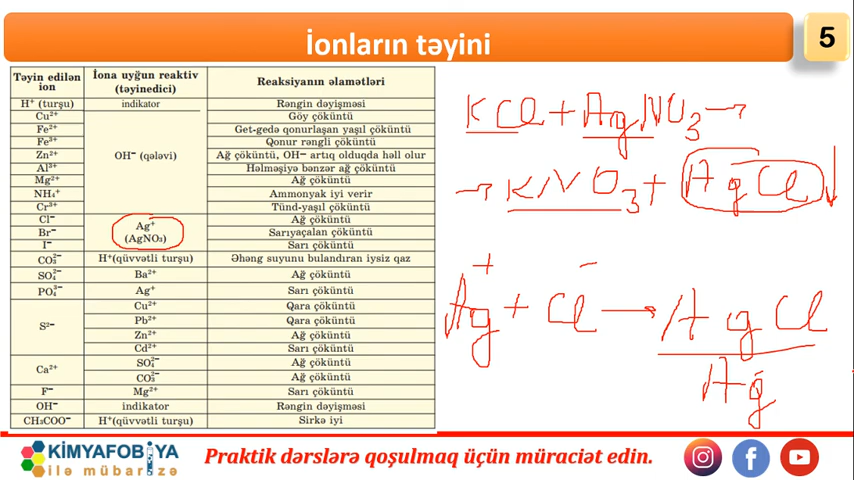 İonların təyini
5
Təyin edilən ion İona uyğun reaktiv (təyinedici) Reaksiyanın əlamətləri
H⁺ (turşu) indikator Rəngin dəyişməsi
Cu²⁺ OH⁻ (qələvi) Göy çöküntü
Fe²⁺ Get-gedə qonurlaşan yaşıl çöküntü
Fe³⁺ Qonur rəngli çöküntü
Zn²⁺ Ağ çöküntü, OH⁻ artıq olduqda həll olur
Al³⁺ Həlməşiyə bənzər ağ çöküntü
Mg²⁺ Ağ çöküntü
NH₄⁺ Ammonyak iyi verir
Cr³⁺ Tünd-yaşıl çöküntü
Cl⁻ Ag⁺ (AgNO₃) Ağ çöküntü
Br⁻ Sarıyaçalan çöküntü
I⁻ Sarı çöküntü
CO₃²⁻ H⁺(qüvvətli turşu) Əhəng suyunu bulandıran iysiz qaz
SO₄²⁻ Ba²⁺ Ağ çöküntü
PO₄³⁻ Ag⁺ Sarı çöküntü
S²⁻ Cu²⁺ Qara çöküntü
Pb²⁺ Qara çöküntü
Zn²⁺ Ağ çöküntü
Cd²⁺ Sarı çöküntü
Ca²⁺ SO₄²⁻ Ağ çöküntü
CO₃²⁻ Ağ çöküntü
F⁻ Mg²⁺ Sarı çöküntü
OH⁻ indikator Rəngin dəyişməsi
CH₃COO⁻ H⁺(qüvvətli turşu) Sirkə iyi
KCl + AgNO₃ →
→ KNO₃ + AgCl ↓
Ag⁺ + Cl⁻ → AgCl
Ağ
KİMYAFOBİYA
ilə mübarizə
Praktik dərslərə qoşulmaq üçün müraciət edin.